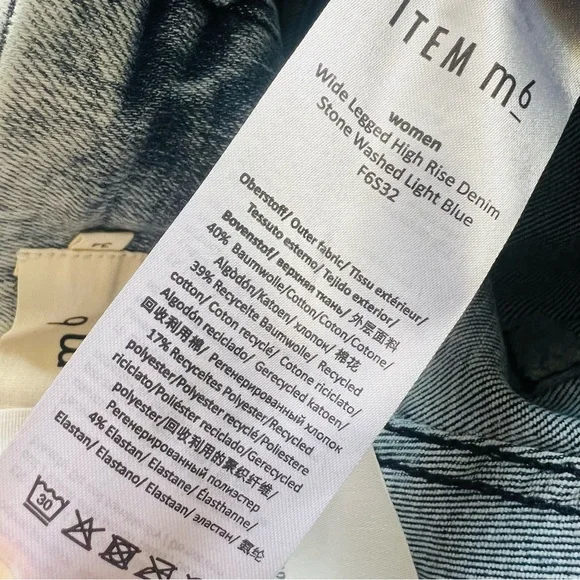 ITEM m6
women
Wide Legged High Rise Denim
Stone Washed Light Blue
F6S32
Oberstoff/ Outer fabric/ Tissu extérieur/
Tessuto esterno/ Tejido exterior/
Bovenstof/ верхняя ткань/ 外层面料
40% Baumwolle/Cotton/Coton/Cotone/
Algodón/Katoen/ хлопок/ 棉花
39% Recycelte Baumwolle/ Recycled
cotton/ Coton recyclé/ Cotone riciclato/
Algodón reciclado/ Gerecycled katoen/
回收利用棉/ Регенерированный хлопок
17% Recyceltes Polyester/Recycled
polyester/Polyester recyclé/ Poliestere
riciclato/Poliéster reciclado/Gerecycled
polyester/回收利用的聚织纤维/
Регенерированный полиэстер
4% Elastan/ Elastane/ Élasthanne/
Elastan/ Elastano/ Elastaan/ эластан/ 氨纶
30